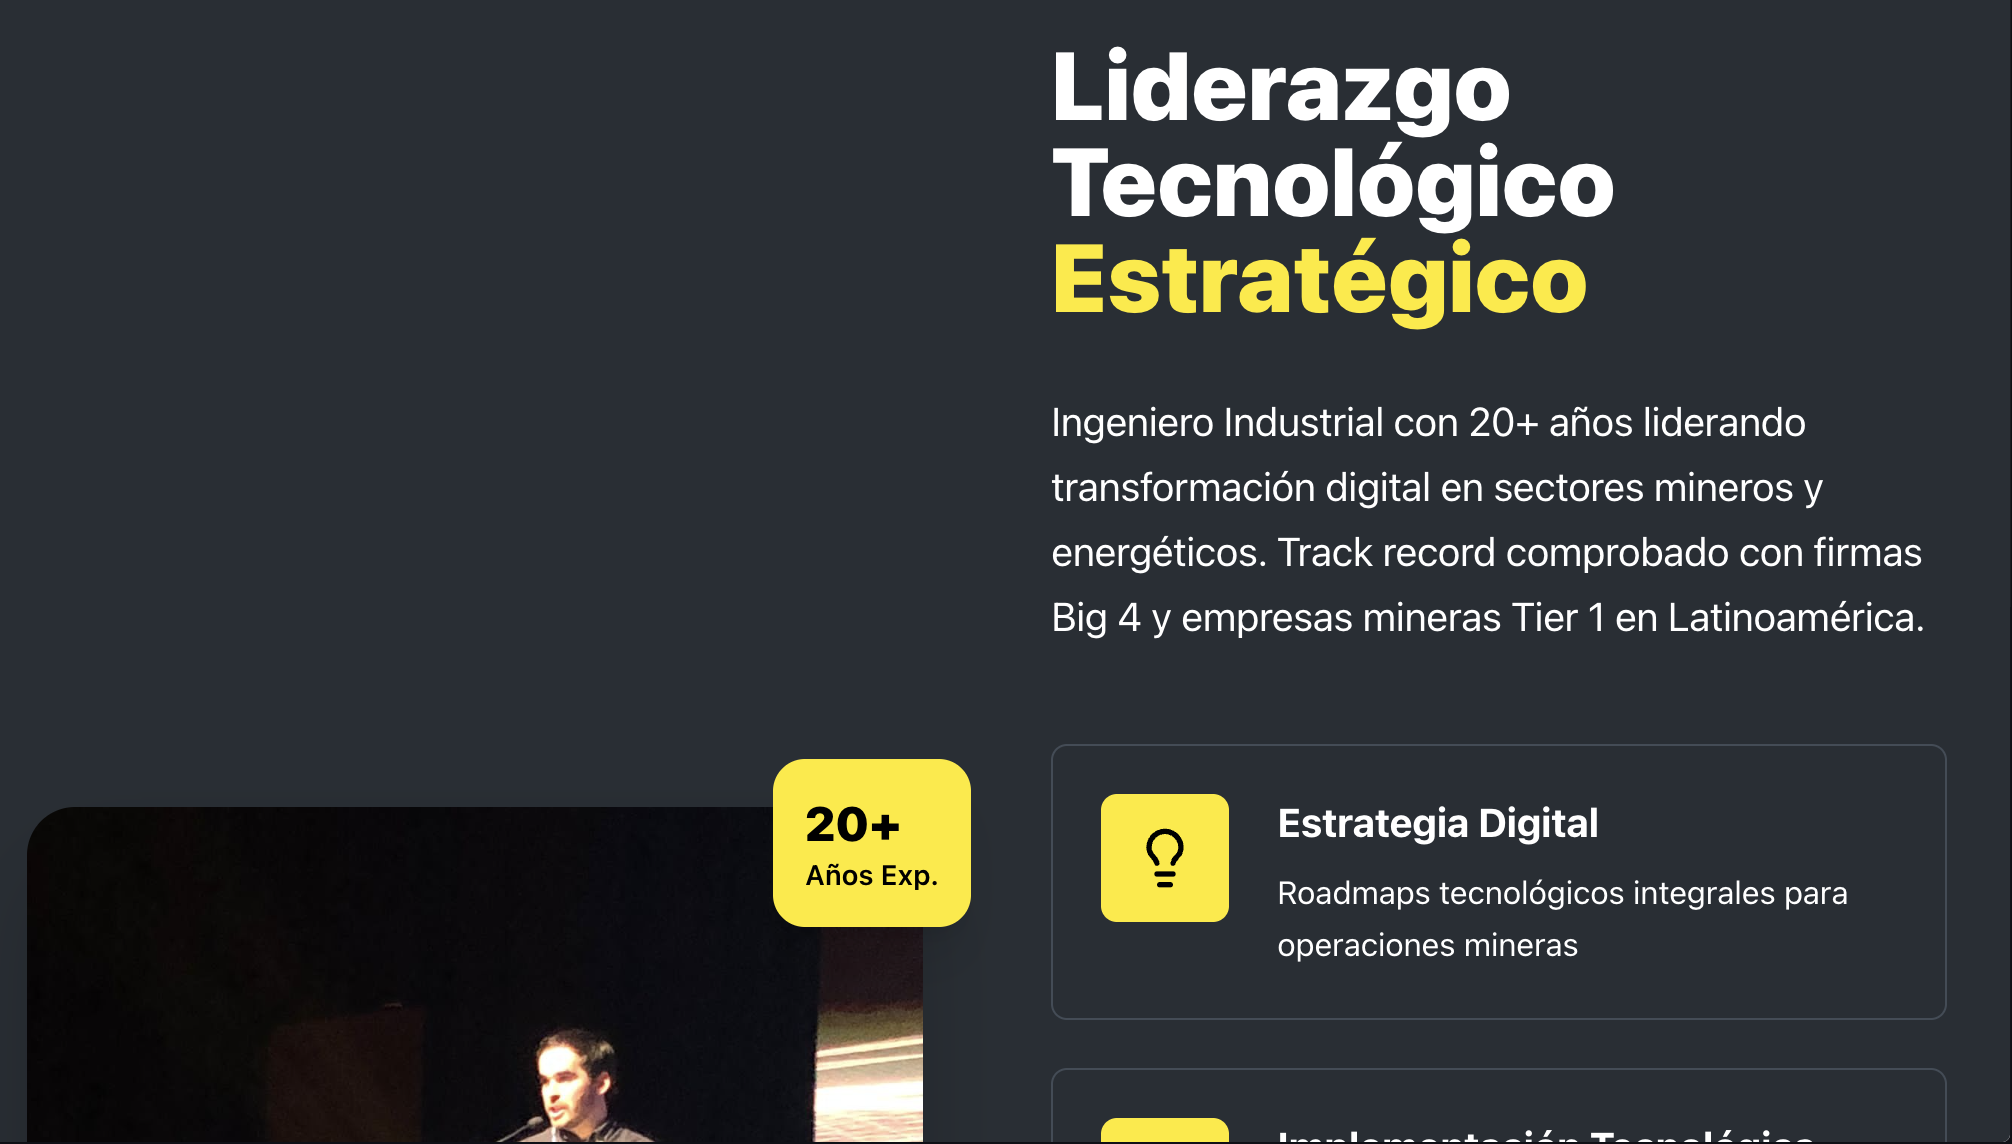 Liderazgo
Tecnológico
Estratégico
Ingeniero Industrial con 20+ años liderando
transformación digital en sectores mineros y
energéticos. Track record comprobado con firmas
Big 4 y empresas mineras Tier 1 en Latinoamérica.
20+
Años Exp.
Estrategia Digital
Roadmaps tecnológicos integrales para
operaciones mineras
Implementación Tecnológica